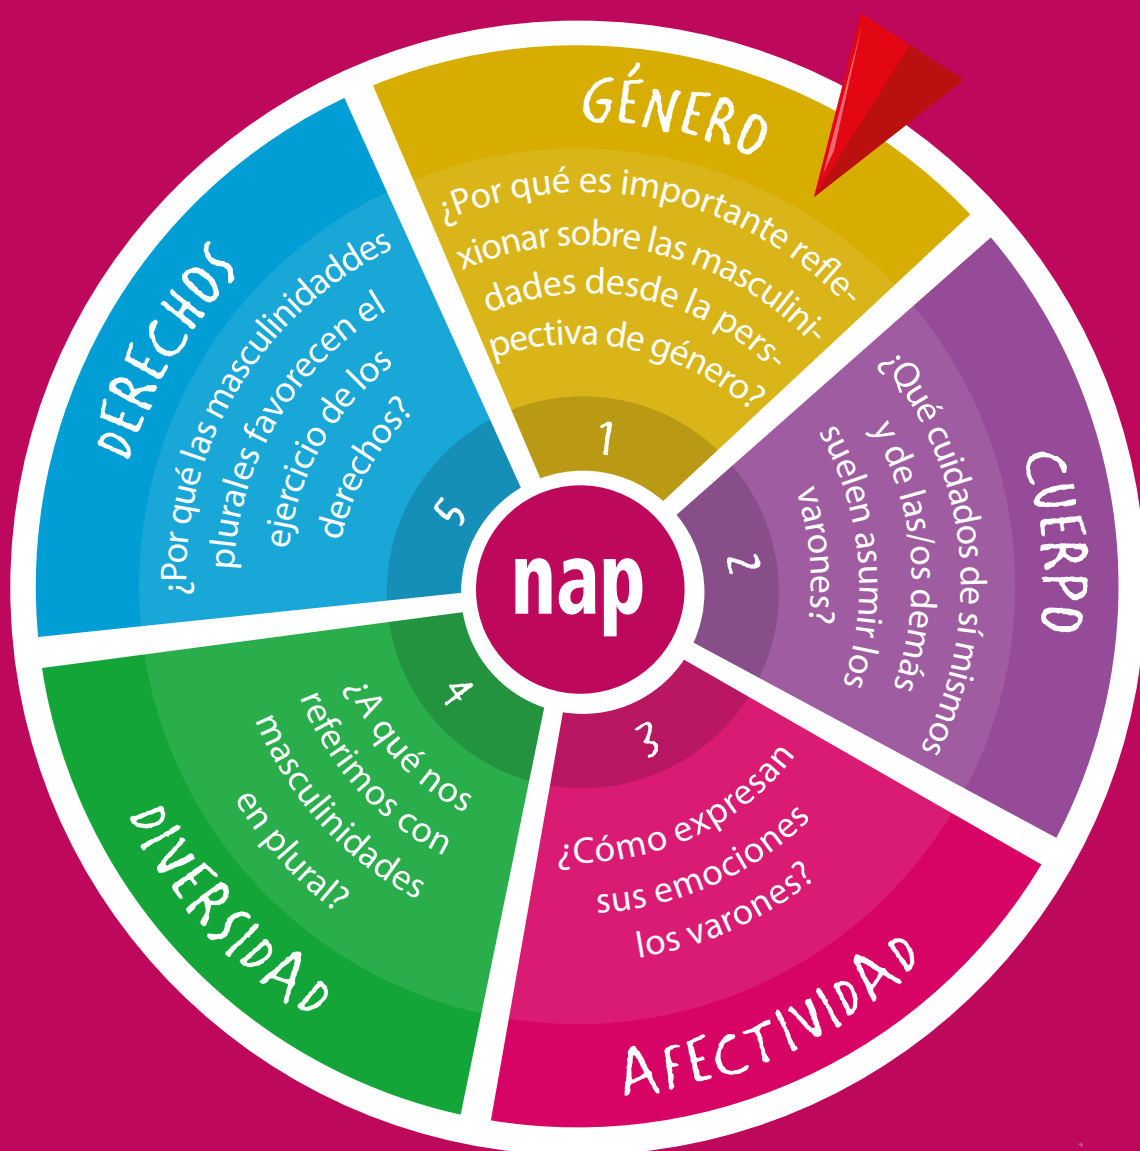 GÉNERO
¿Por qué es importante refle-
xionar sobre las masculini-
dades desde la pers-
pectiva de género?
1
CUERPO
¿Qué cuidados de sí mismos
y de las/os demás
suelen asumir los
varones?
2
AFECTIVIDAD
¿Cómo expresan
sus emociones
los varones?
3
DIVERSIDAD
¿A qué nos
referimos con
masculinidades
en plural?
4
DERECHOS
¿Por qué las masculinidaddes
plurales favorecen el
ejercicio de los
derechos?
5
nap